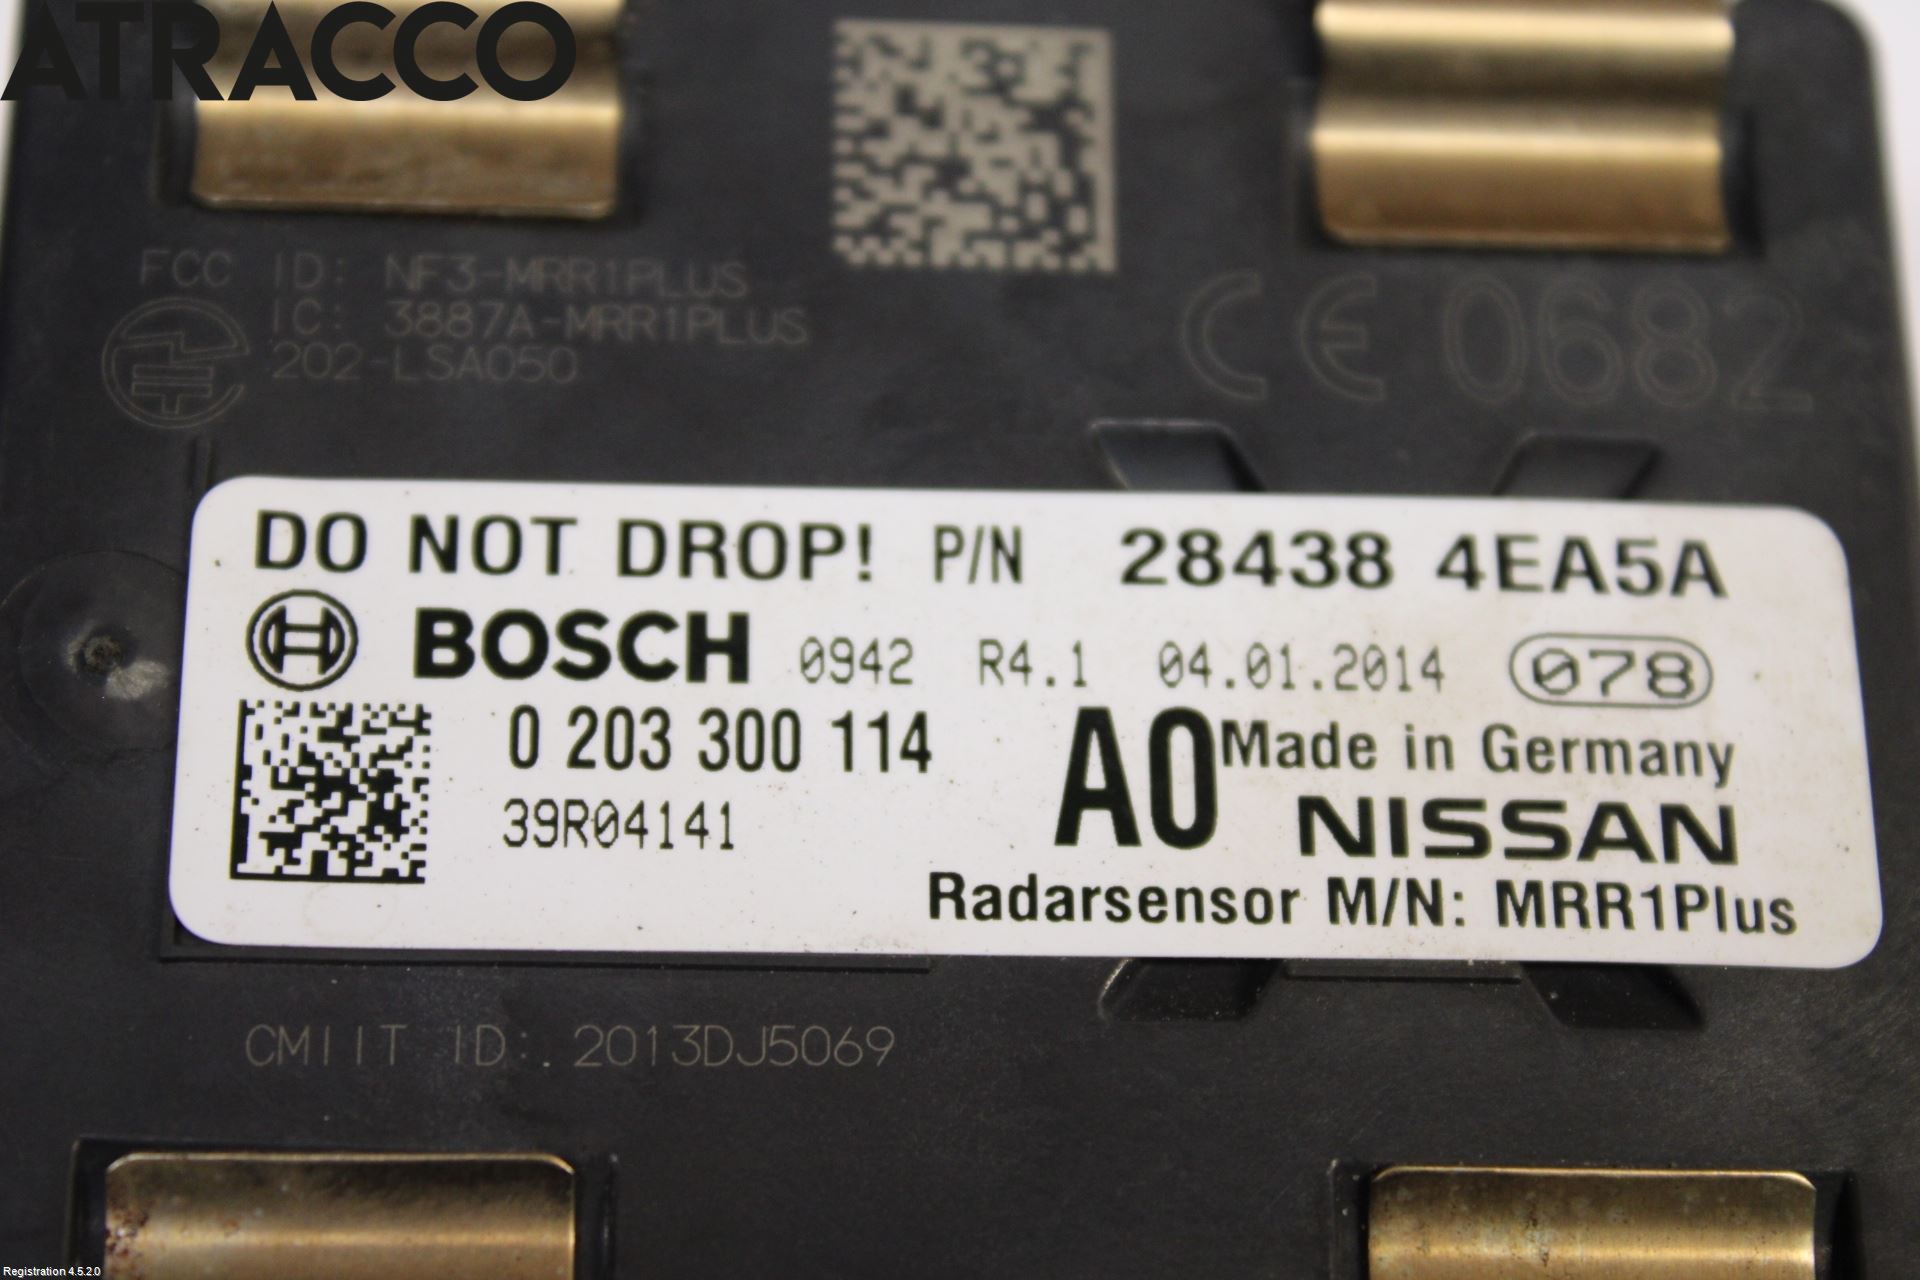 ATRACCO
FCC ID: NF3-MRR1PLUS
IC: 3887A-MRR1PLUS
202-LSA050
CE 0682
DO NOT DROP! P/N 28438 4EA5A
BOSCH 0942 R4.1 04.01.2014 078
0 203 300 114 A0 Made in Germany
39R04141 NISSAN
Radarsensor M/N: MRR1Plus
CMIIT ID: 2013DJ5069
Registration 4.5.2.0